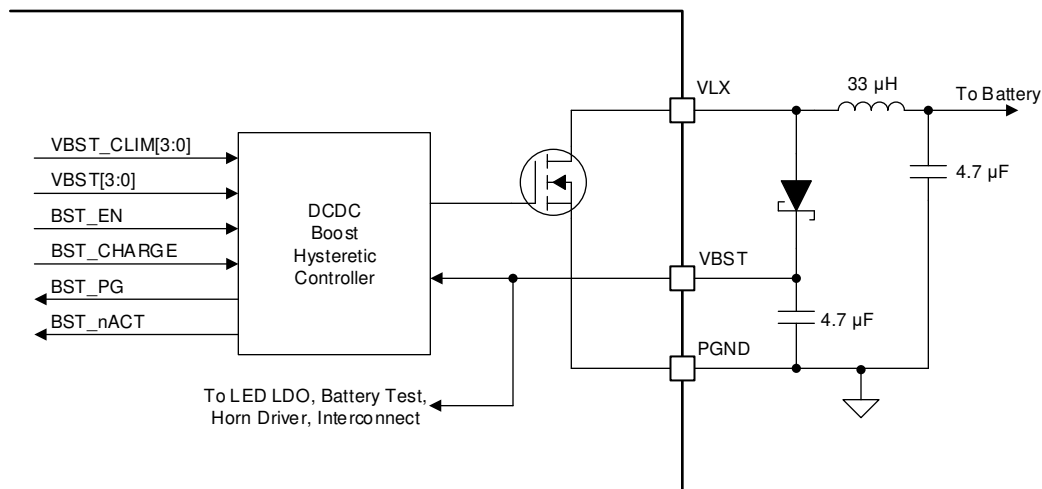 VLX
33 µH
To Battery
VBST_CLIM[3:0]
VBST[3:0]
BST_EN
BST_CHARGE
BST_PG
BST_nACT
DCDC
Boost
Hysteretic
Controller
4.7 µF
VBST
4.7 µF
PGND
To LED LDO, Battery Test,
Horn Driver, Interconnect